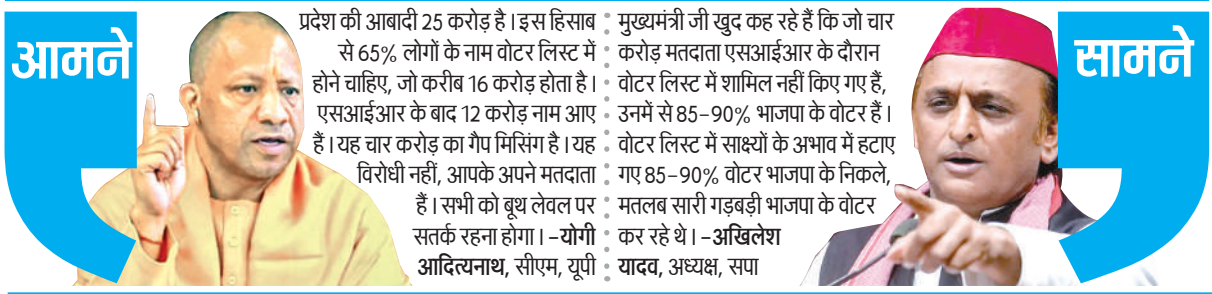 आमने
प्रदेश की आबादी 25 करोड़ है। इस हिसाब
से 65% लोगों के नाम वोटर लिस्ट में
होने चाहिए, जो करीब 16 करोड़ होता है।
एसआईआर के बाद 12 करोड़ नाम आए
हैं। यह चार करोड़ का गैप मिसिंग है। यह
विरोधी नहीं, आपके अपने मतदाता
हैं। सभी को बूथ लेवल पर
सतर्क रहना होगा। -योगी
आदित्यनाथ, सीएम, यूपी
मुख्यमंत्री जी खुद कह रहे हैं कि जो चार
करोड़ मतदाता एसआईआर के दौरान
वोटर लिस्ट में शामिल नहीं किए गए हैं,
उनमें से 85-90% भाजपा के वोटर हैं।
वोटर लिस्ट में साक्ष्यों के अभाव में हटाए
गए 85-90% वोटर भाजपा के निकले,
मतलब सारी गड़बड़ी भाजपा के वोटर
कर रहे थे। -अखिलेश
यादव, अध्यक्ष, सपा
सामने